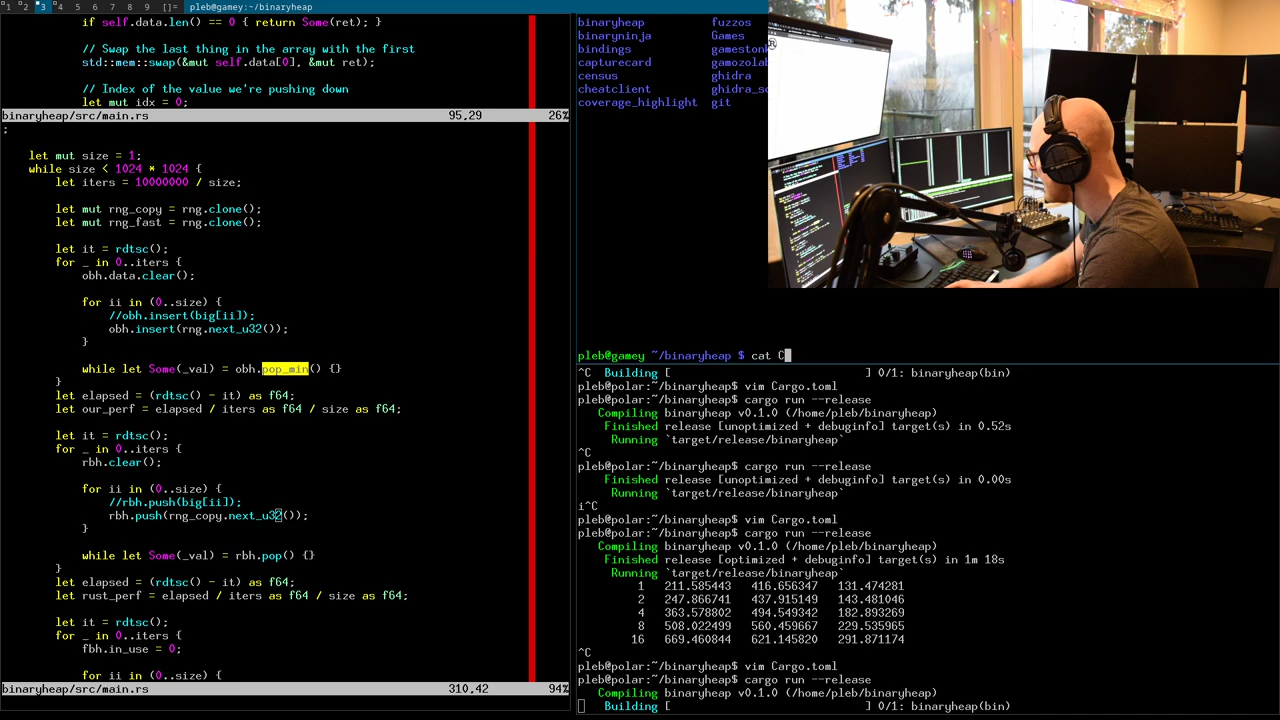 1 2 3 4 5 6 7 8 9 []= pleb@gamey:~/binaryheap
if self.data.len() == 0 { return Some(ret); }
// Swap the last thing in the array with the first
std::mem::swap(&mut self.data[0], &mut ret);
// Index of the value we're pushing down
let mut idx = 0;
binaryheap/src/main.rs 95,29 26%
;
let mut size = 1;
while size < 1024 * 1024 {
let iters = 10000000 / size;
let mut rng_copy = rng.clone();
let mut rng_fast = rng.clone();
let it = rdtsc();
for _ in 0..iters {
obh.data.clear();
for ii in (0..size) {
//obh.insert(big[ii]);
obh.insert(rng.next_u32());
}
while let Some(_val) = obh.pop_min() {}
}
let elapsed = (rdtsc() - it) as f64;
let our_perf = elapsed / iters as f64 / size as f64;
let it = rdtsc();
for _ in 0..iters {
rbh.clear();
for ii in (0..size) {
//rbh.push(big[ii]);
rbh.push(rng_copy.next_u32());
}
while let Some(_val) = rbh.pop() {}
}
let elapsed = (rdtsc() - it) as f64;
let rust_perf = elapsed / iters as f64 / size as f64;
let it = rdtsc();
for _ in 0..iters {
fbh.in_use = 0;
for ii in (0..size) {
binaryheap/src/main.rs 310,42 94%
binaryheap fuzzos
binaryninja Games
bindings gamestonk
capturecard gamozola
census ghidra
cheatclient ghidra_sc
coverage_highlight git
pleb@gamey ~/binaryheap $ cat C
^C Building [ ] 0/1: binaryheap(bin)
pleb@polar:~/binaryheap$ vim Cargo.toml
pleb@polar:~/binaryheap$ cargo run --release
Compiling binaryheap v0.1.0 (/home/pleb/binaryheap)
Finished release [unoptimized + debuginfo] target(s) in 0.52s
Running `target/release/binaryheap`
^C
pleb@polar:~/binaryheap$ cargo run --release
Finished release [unoptimized + debuginfo] target(s) in 0.00s
Running `target/release/binaryheap`
i^C
pleb@polar:~/binaryheap$ vim Cargo.toml
pleb@polar:~/binaryheap$ cargo run --release
Compiling binaryheap v0.1.0 (/home/pleb/binaryheap)
Finished release [optimized + debuginfo] target(s) in 1m 18s
Running `target/release/binaryheap`
1 211.585443 416.656347 131.474281
2 247.866741 437.915149 143.481046
4 363.578802 494.549342 182.893269
8 508.022499 560.459667 229.535965
16 669.460844 621.145820 291.871174
^C
pleb@polar:~/binaryheap$ vim Cargo.toml
pleb@polar:~/binaryheap$ cargo run --release
Compiling binaryheap v0.1.0 (/home/pleb/binaryheap)
Building [ ] 0/1: binaryheap(bin)